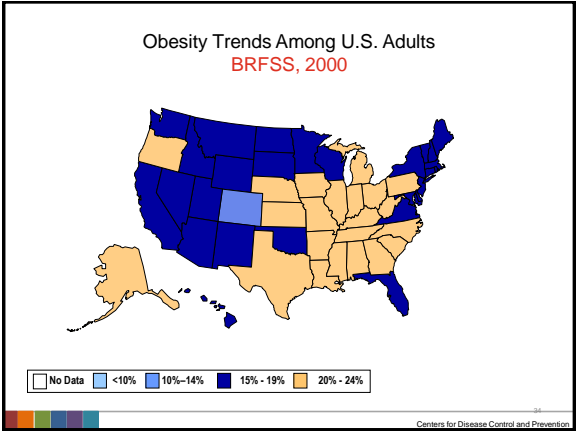 Obesity Trends Among U.S. Adults
BRFSS, 2000
No Data <10% 10%–14% 15% - 19% 20% - 24%
34
Centers for Disease Control and Prevention